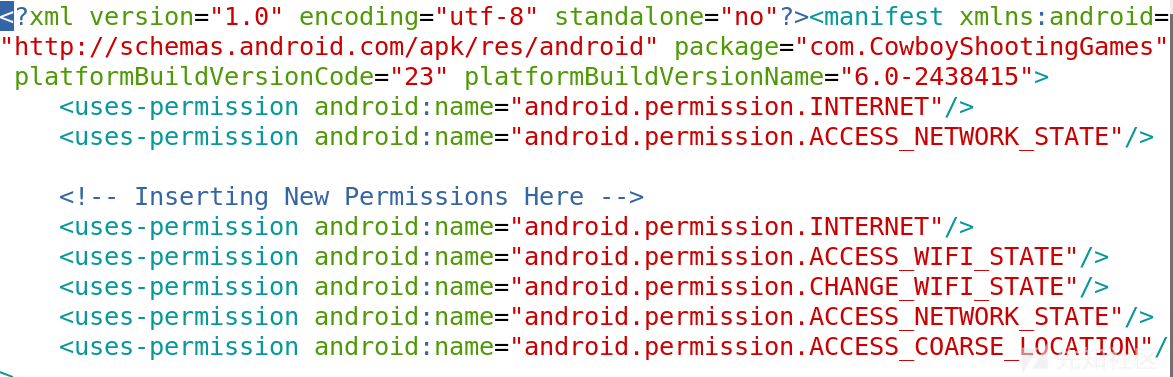 <?xml version="1.0" encoding="utf-8" standalone="no"?><manifest xmlns:android=
"http://schemas.android.com/apk/res/android" package="com.CowboyShootingGames"
platformBuildVersionCode="23" platformBuildVersionName="6.0-2438415">
<uses-permission android:name="android.permission.INTERNET"/>
<uses-permission android:name="android.permission.ACCESS_NETWORK_STATE"/>
<!-- Inserting New Permissions Here -->
<uses-permission android:name="android.permission.INTERNET"/>
<uses-permission android:name="android.permission.ACCESS_WIFI_STATE"/>
<uses-permission android:name="android.permission.CHANGE_WIFI_STATE"/>
<uses-permission android:name="android.permission.ACCESS_NETWORK_STATE"/>
<uses-permission android:name="android.permission.ACCESS_COARSE_LOCATION"/
>
先知社区